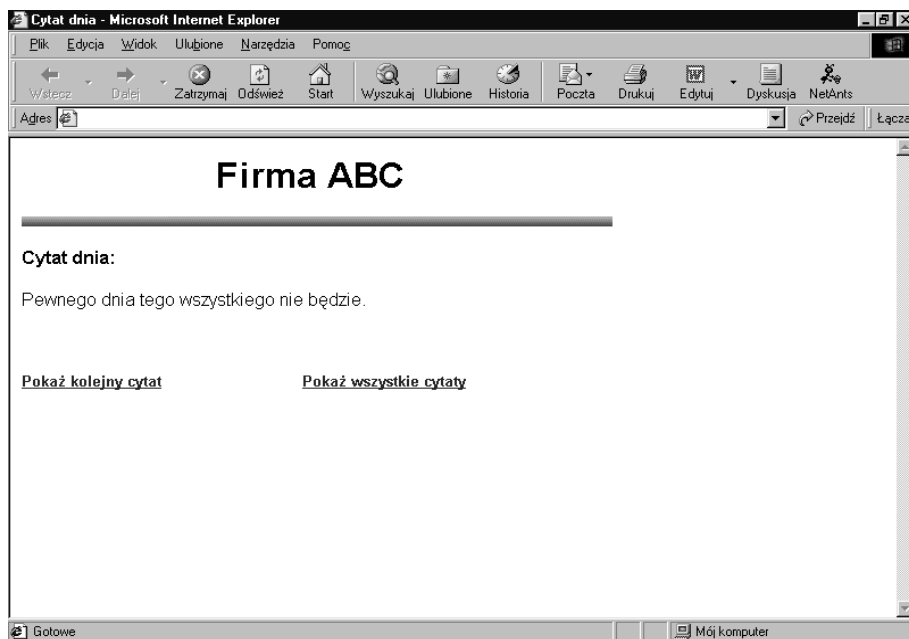 Cytat dnia - Microsoft Internet Explorer
Plik Edycja Widok Ulubione Narzędzia Pomoc
Wstecz Dalej Zatrzymaj Odśwież Start Wyszukaj Ulubione Historia Poczta Drukuj Edytuj Dyskusja NetAnts
Adres Przejdź Łącza
Firma ABC
Cytat dnia:
Pewnego dnia tego wszystkiego nie będzie.
Pokaż kolejny cytat Pokaż wszystkie cytaty
Gotowe Mój komputer